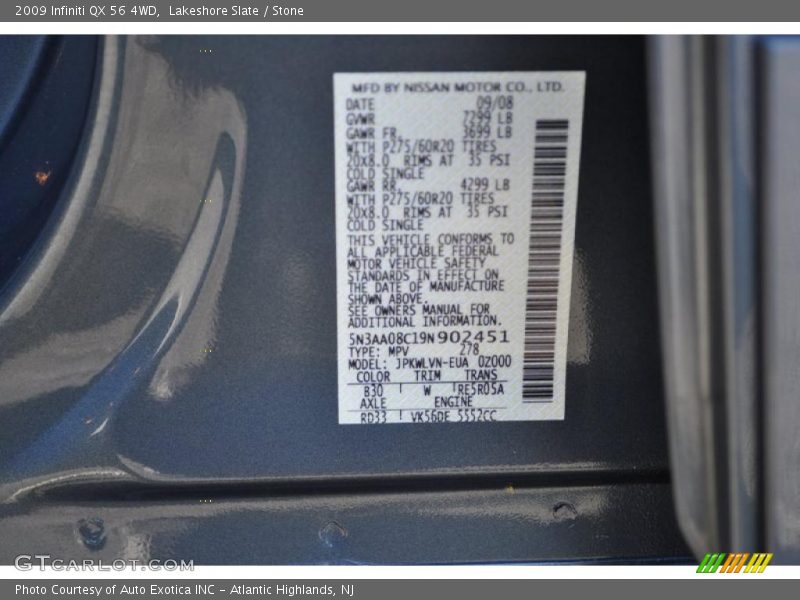 2009 Infiniti QX 56 4WD, Lakeshore Slate / Stone
MFD BY NISSAN MOTOR CO., LTD.
DATE 09/08
GVWR 7299 LB
GAWR FR. 3699 LB
WITH P275/60R20 TIRES
20X8.0 RIMS AT 35 PSI
COLD SINGLE
GAWR RR. 4299 LB
WITH P275/60R20 TIRES
20X8.0 RIMS AT 35 PSI
COLD SINGLE
THIS VEHICLE CONFORMS TO
ALL APPLICABLE FEDERAL
MOTOR VEHICLE SAFETY
STANDARDS IN EFFECT ON
THE DATE OF MANUFACTURE
SHOWN ABOVE.
SEE OWNERS MANUAL FOR
ADDITIONAL INFORMATION.
5N3AA08C19N902451
TYPE: MPV 278
MODEL: JPKWLVN-EUA 0Z000
COLOR TRIM TRANS
B30 W RE5R05A
AXLE ENGINE
RD33 VK56DE 5552CC
GTCarLot.com
Photo Courtesy of Auto Exotica INC - Atlantic Highlands, NJ